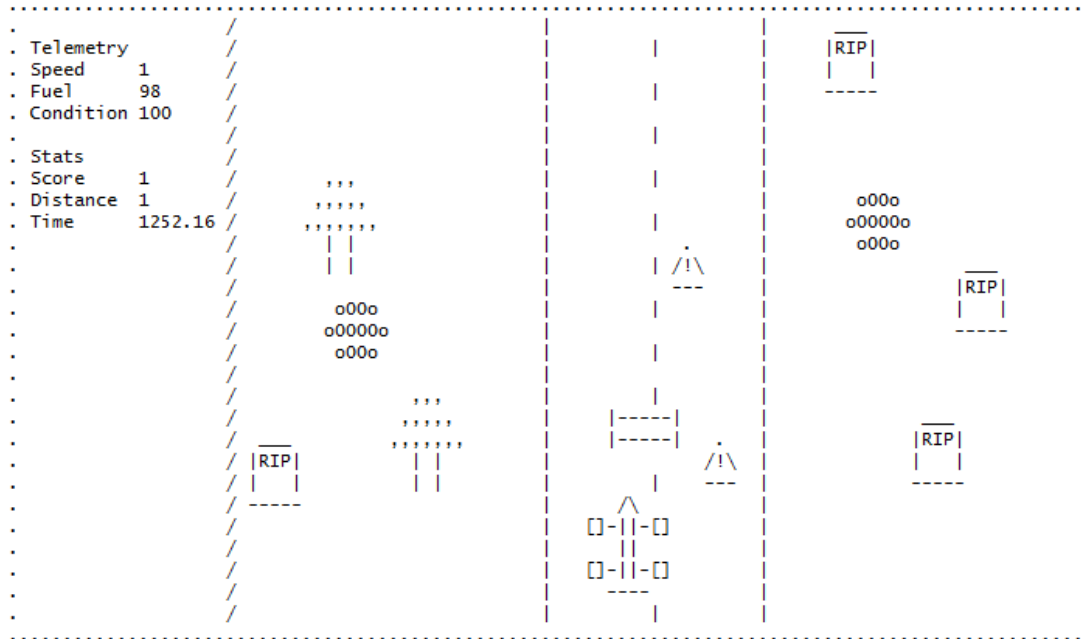 Telemetry
Speed 1
Fuel 98
Condition 100
Stats
Score 1
Distance 1
Time 1252.16
RIP
RIP
RIP
RIP